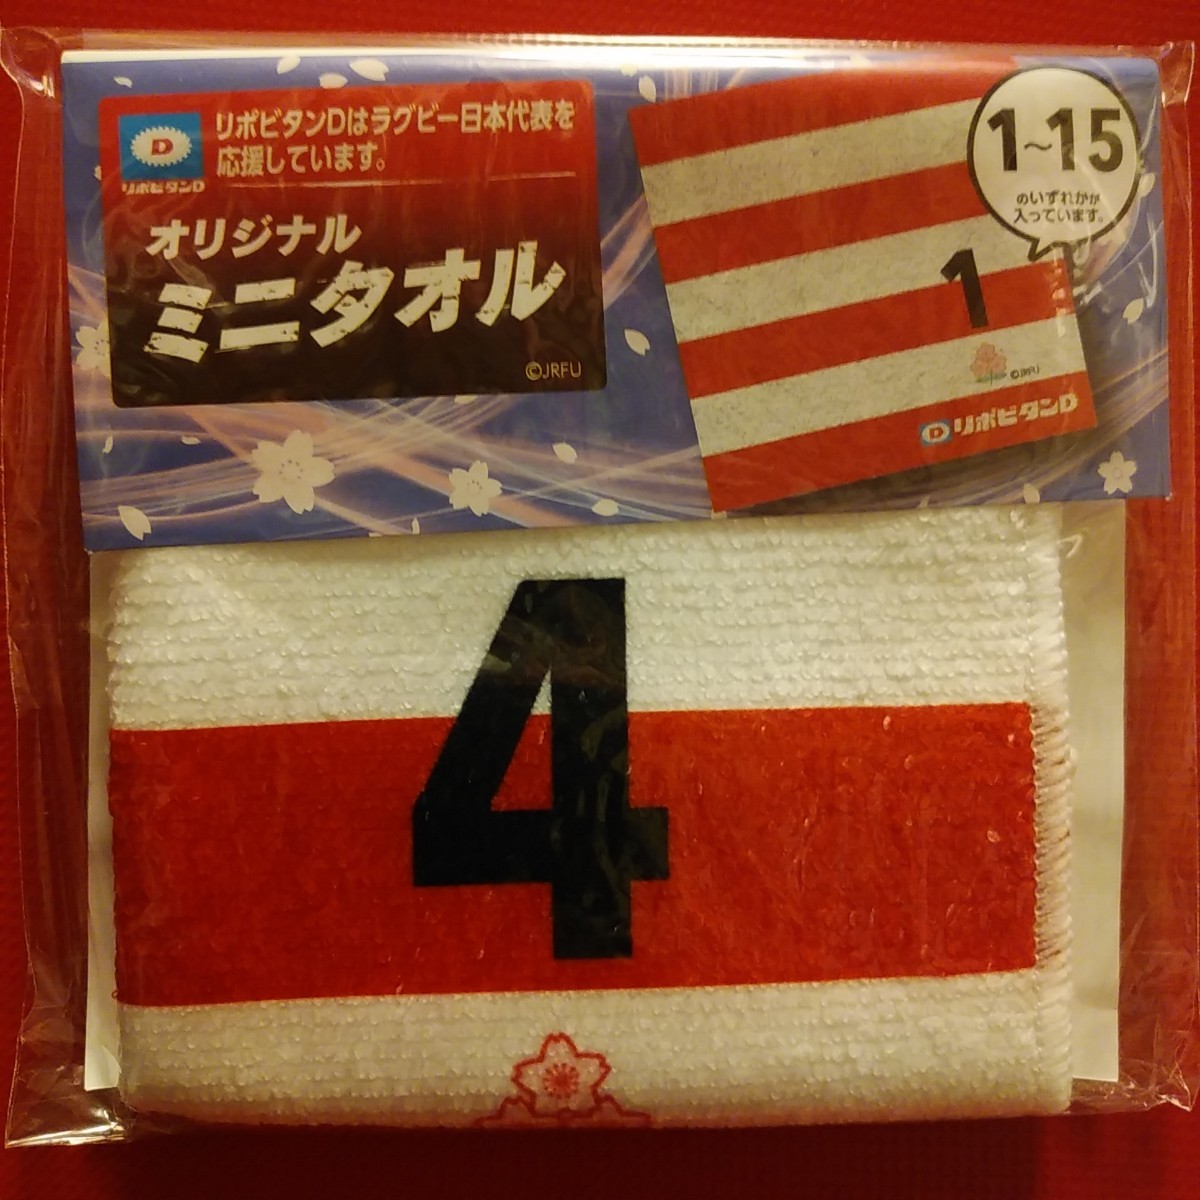 D
リポビタンD
リポビタンDはラグビー日本代表を
応援しています。
オリジナル
ミニタオル
©JRFU
1~15
のいずれかが
入っています。
1
©JRFU
D リポビタンD
4